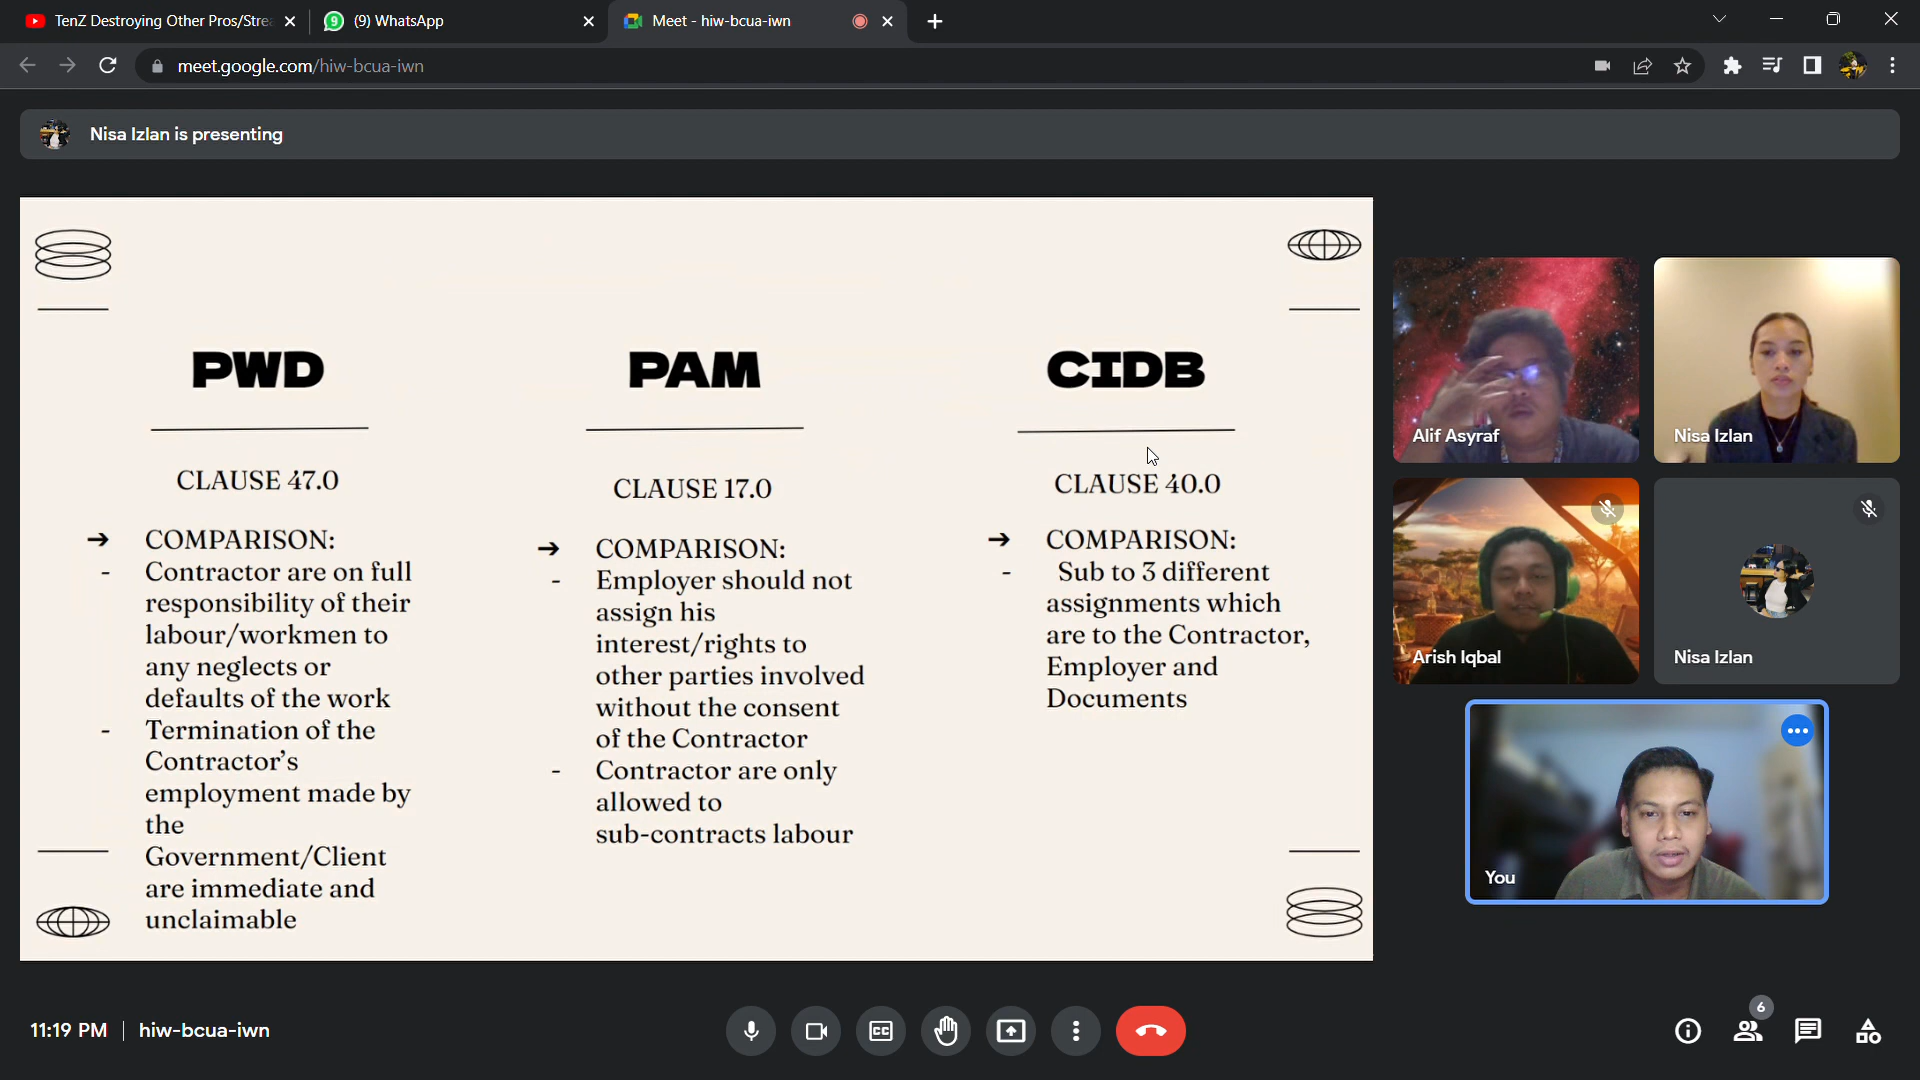 TenZ Destroying Other Pros/Stre
(9) WhatsApp
Meet - hiw-bcua-iwn
meet.google.com/hiw-bcua-iwn
Nisa Izlan is presenting
PWD
CLAUSE 47.0
→ COMPARISON:
- Contractor are on full
responsibility of their
labour/workmen to
any neglects or
defaults of the work
- Termination of the
Contractor’s
employment made by
the
Government/Client
are immediate and
unclaimable
PAM
CLAUSE 17.0
→ COMPARISON:
- Employer should not
assign his
interest/rights to
other parties involved
without the consent
of the Contractor
- Contractor are only
allowed to
sub-contracts labour
CIDB
CLAUSE 40.0
→ COMPARISON:
- Sub to 3 different
assignments which
are to the Contractor,
Employer and
Documents
Alif Asyraf
Nisa Izlan
Arish Iqbal
Nisa Izlan
You
11:19 PM | hiw-bcua-iwn
CC
6